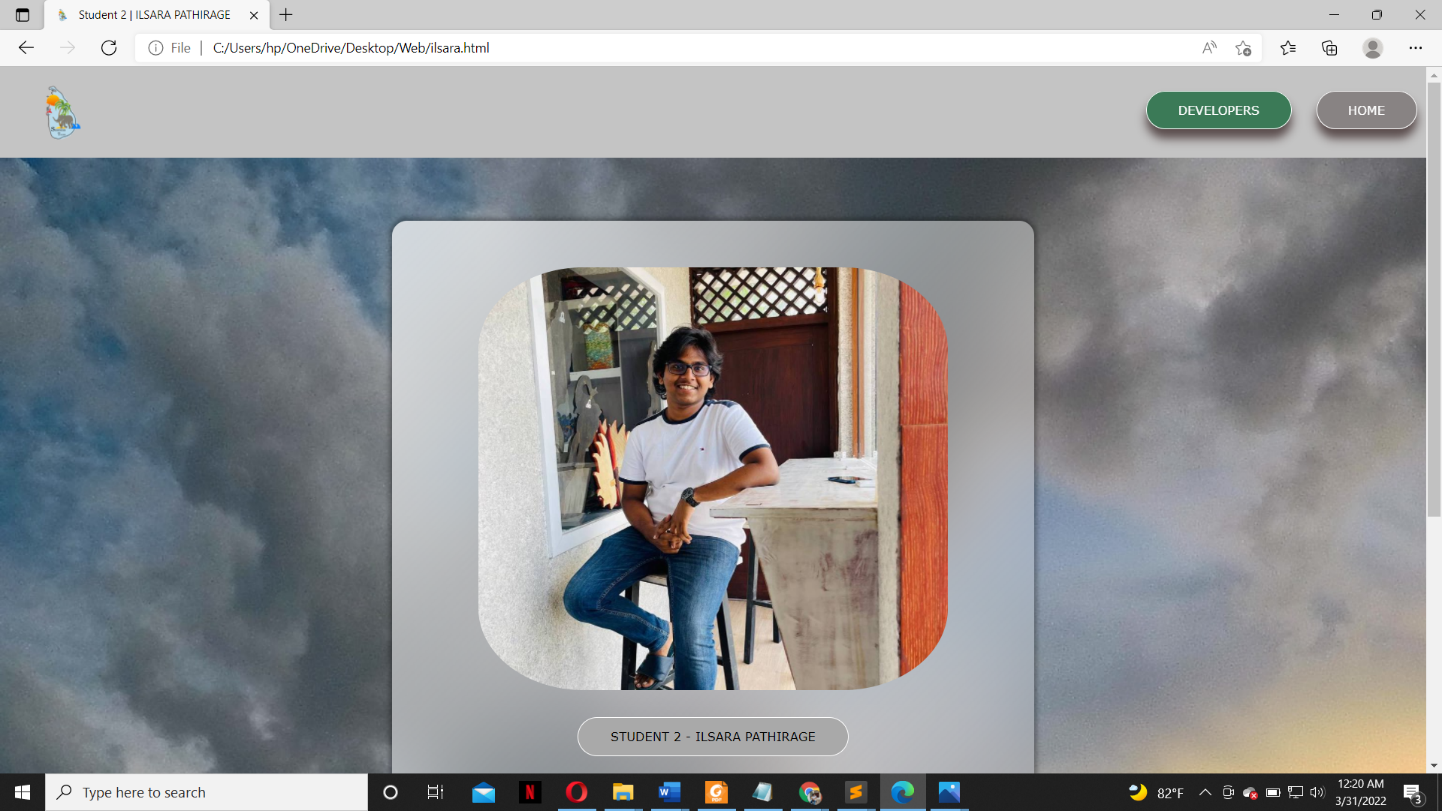 Student 2 | ILSARA PATHIRAGE
File | C:/Users/hp/OneDrive/Desktop/Web/ilsara.html
DEVELOPERS
HOME
STUDENT 2 - ILSARA PATHIRAGE
Type here to search
82°F
12:20 AM
3/31/2022
3